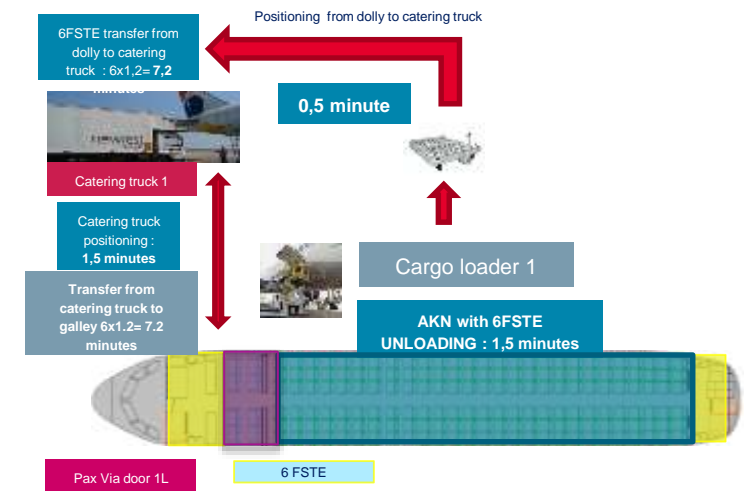 Positioning from dolly to catering truck
6FSTE transfer from
dolly to catering
truck : 6x1,2= 7,2
minutes
0,5 minute
newrest
Catering truck 1
Catering truck
positioning :
1,5 minutes
Cargo loader 1
Transfer from
catering truck to
galley 6x1.2= 7.2
minutes
AKN with 6FSTE
UNLOADING : 1,5 minutes
Pax Via door 1L
6 FSTE